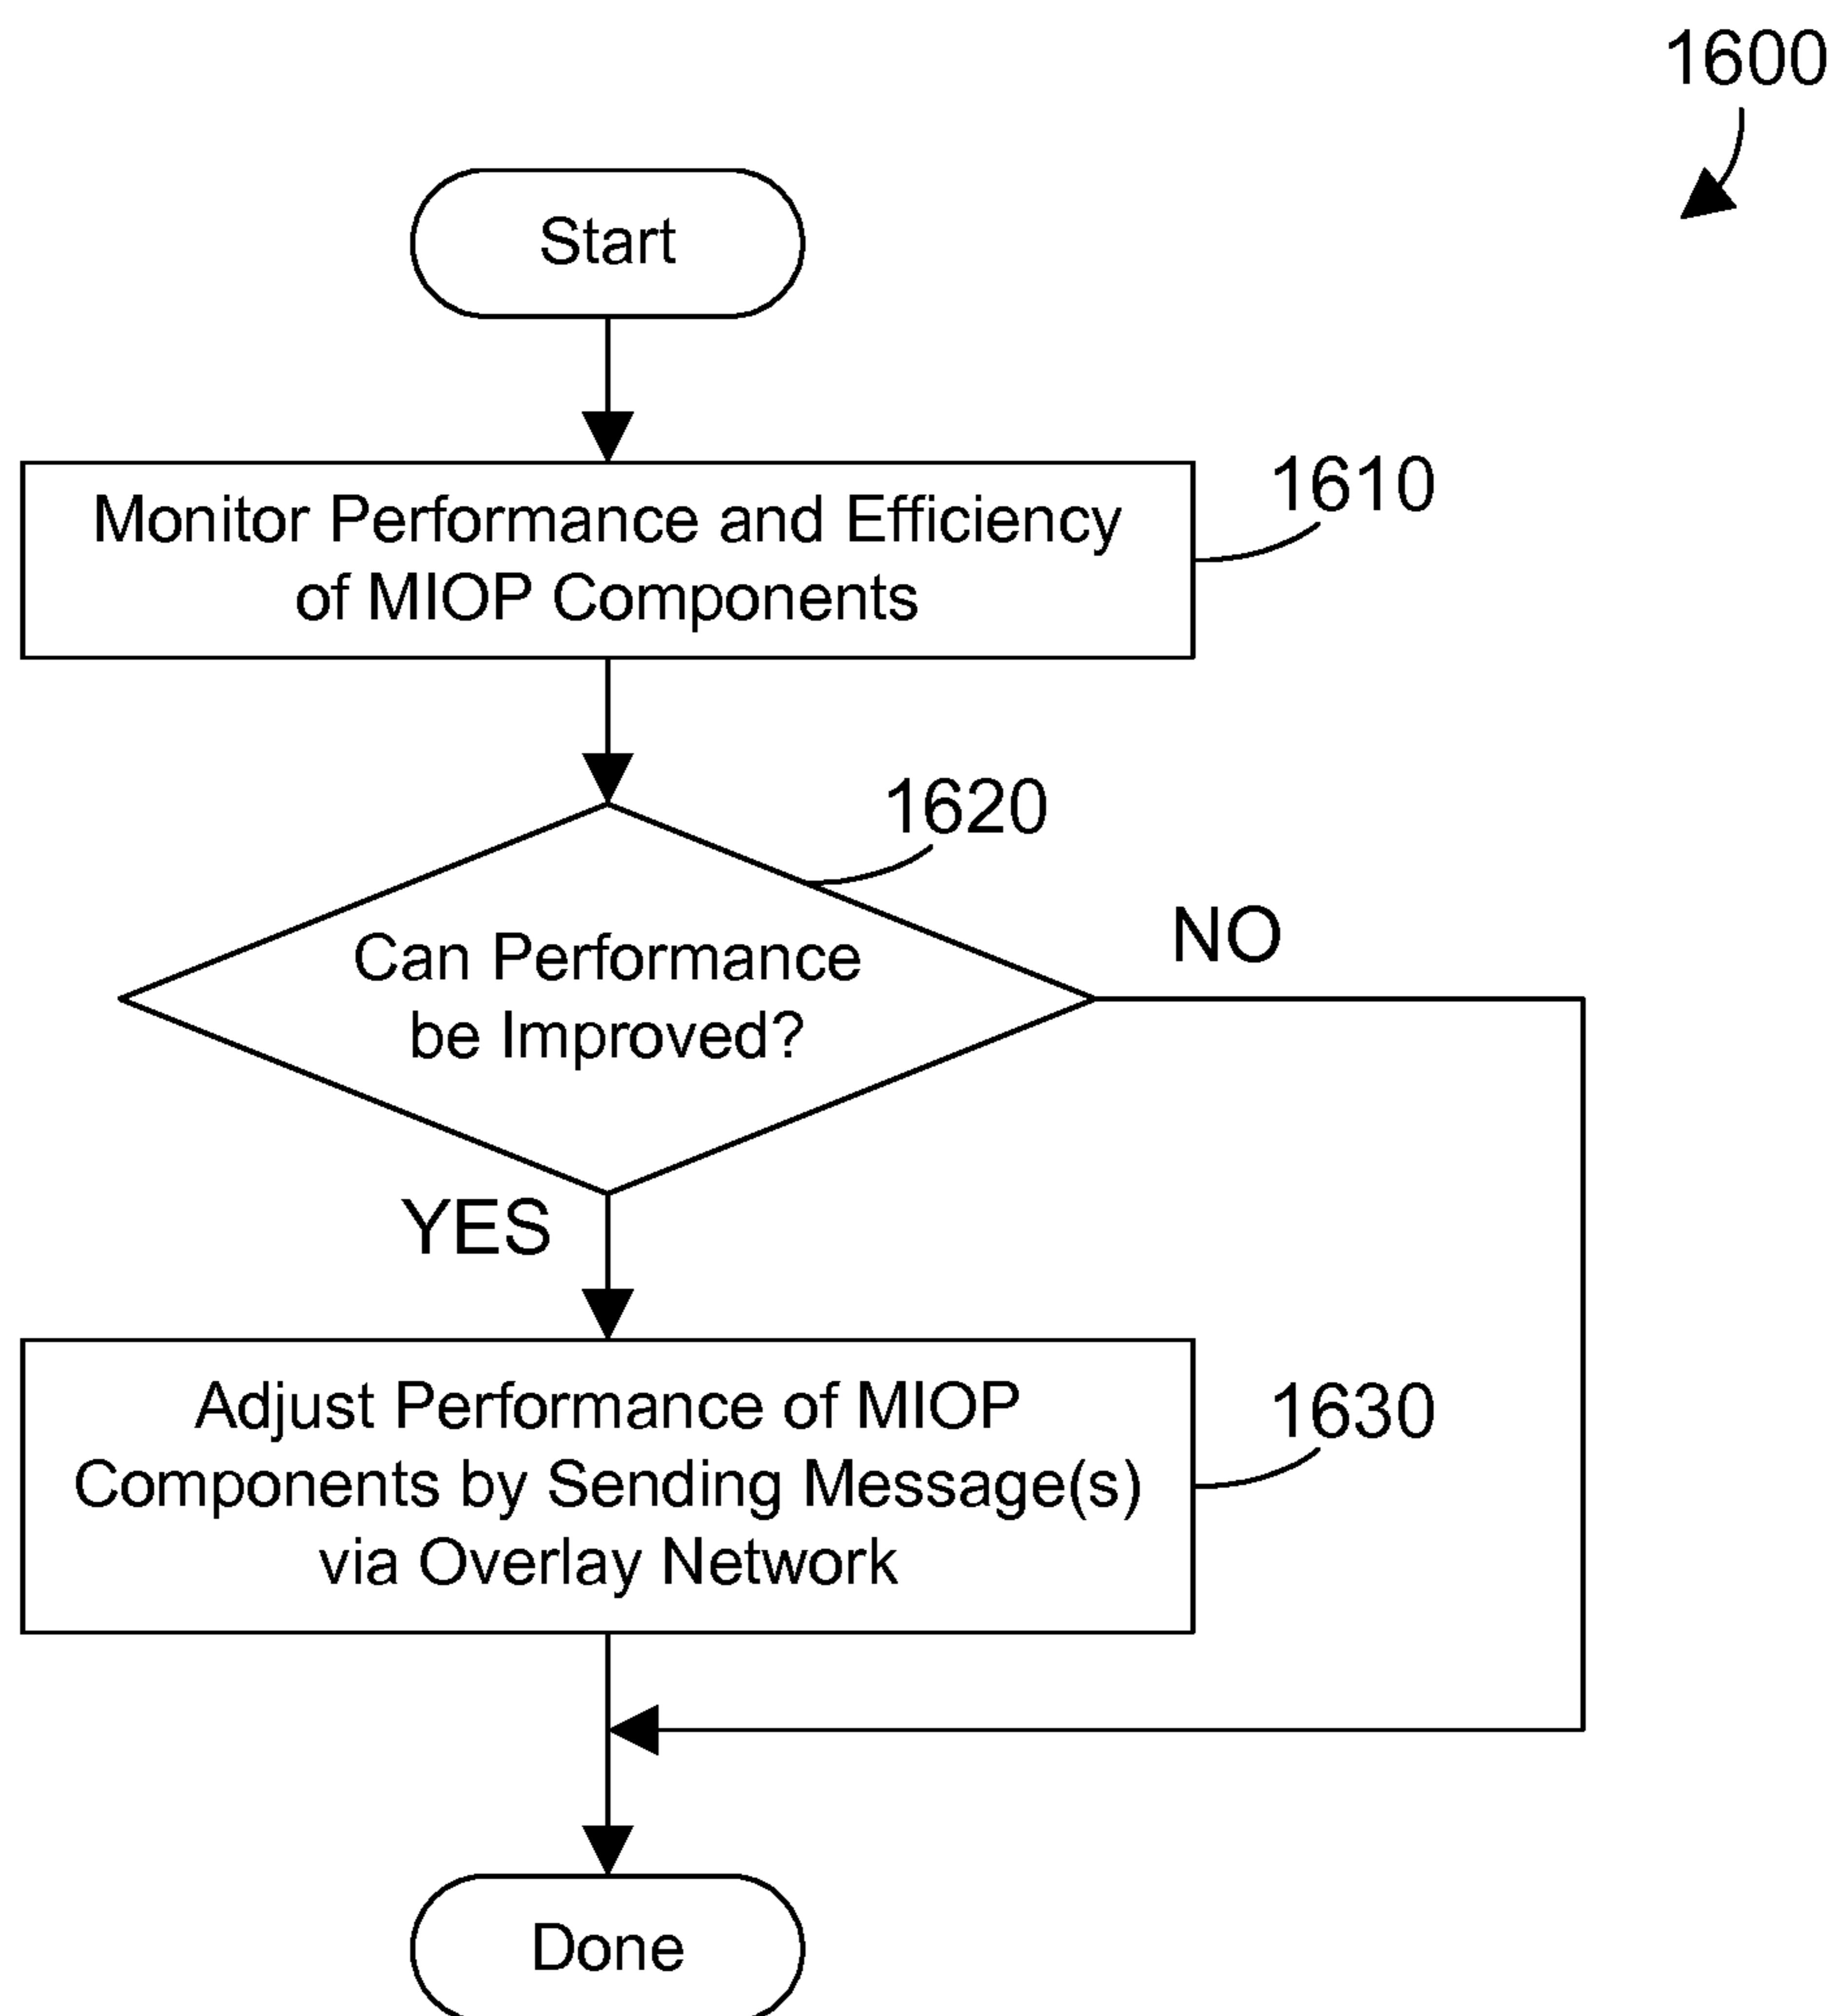 1600
Start
Monitor Performance and Efficiency
of MIOP Components
1610
1620
Can Performance
be Improved?
NO
YES
Adjust Performance of MIOP
Components by Sending Message(s)
via Overlay Network
1630
Done